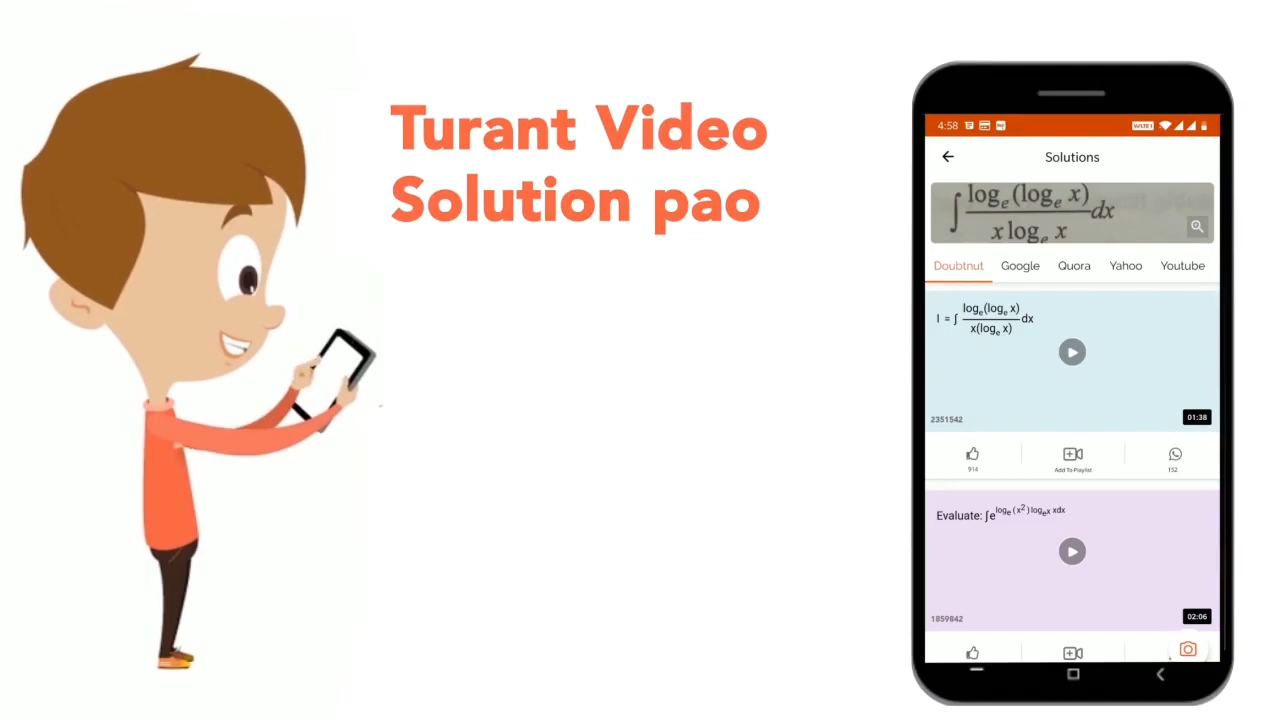 Turant Video
Solution pao
4:58
VoLTE1
Solutions
∫ logₑ(logₑ x) / x logₑ x dx
Doubtnut Google Quora Yahoo Youtube
I = ∫ logₑ(logₑ x) / x(logₑ x) dx
2351542 01:38
914 Add To Playlist 152
Evaluate: ∫e^logₑ(x²)logₑx xdx
1859842 02:06